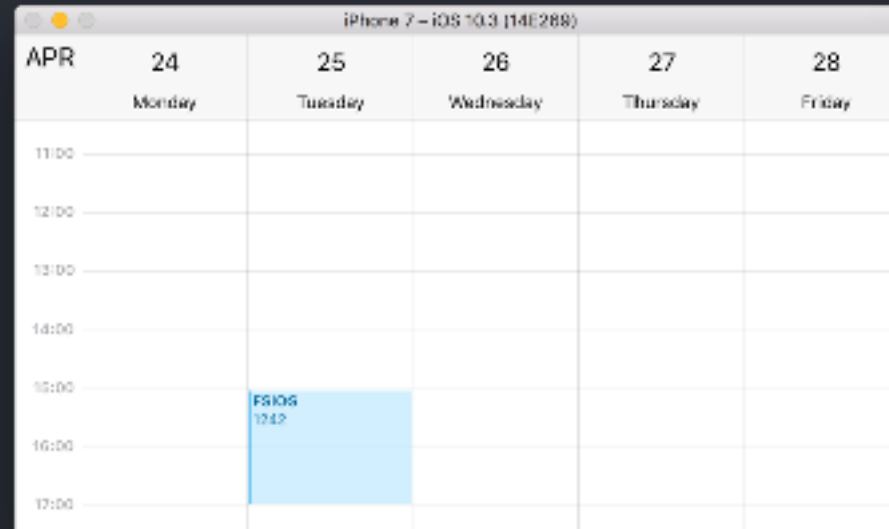 iPhone 7 – iOS 10.3 (14E269)
APR 24 25 26 27 28
Monday Tuesday Wednesday Thursday Friday
11:00
12:00
13:00
14:00
15:00
FSIOS
1242
16:00
17:00